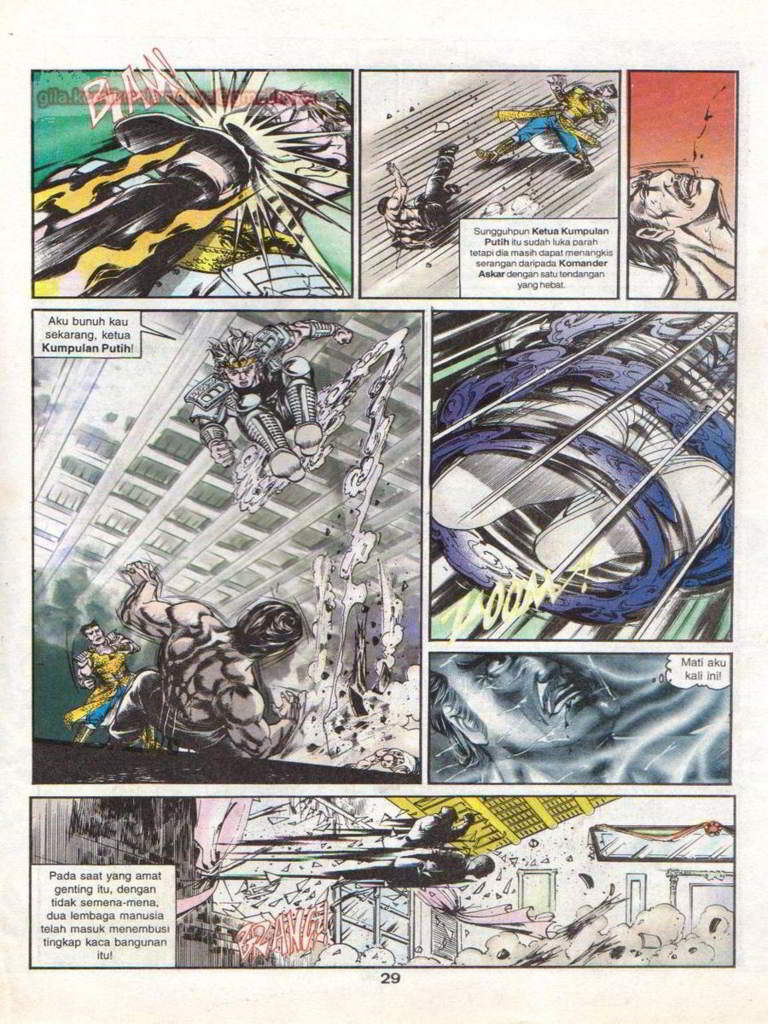 BAM
Sungguhpun Ketua Kumpulan
Putih itu sudah luka parah
tetapi dia masih dapat menangkis
serangan daripada Komander
Askar dengan satu tendangan
yang hebat.
Aku bunuh kau
sekarang, ketua
Kumpulan Putih!
ZOOOM!
Mati aku
kali ini!
Pada saat yang amat
genting itu, dengan
tidak semena-mena,
dua lembaga manusia
telah masuk menembusi
tingkap kaca bangunan
itu!
29